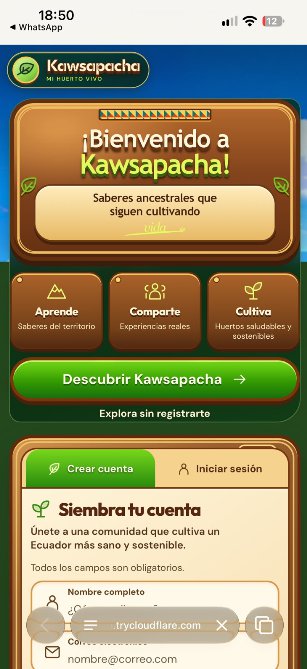 18:50
12
◀ WhatsApp
Kawsapacha
MI HUERTO VIVO
¡Bienvenido a
Kawsapacha!
Saberes ancestrales que
siguen cultivando
vida
Aprende
Saberes del territorio
Comparte
Experiencias reales
Cultiva
Huertos saludables y
sostenibles
Descubrir Kawsapacha →
Explora sin registrarte
Crear cuenta
Iniciar sesión
Siembra tu cuenta
Únete a una comunidad que cultiva un
Ecuador más sano y sostenible.
Todos los campos son obligatorios.
Nombre completo
.trycloudflare.com
nombre@correo.com